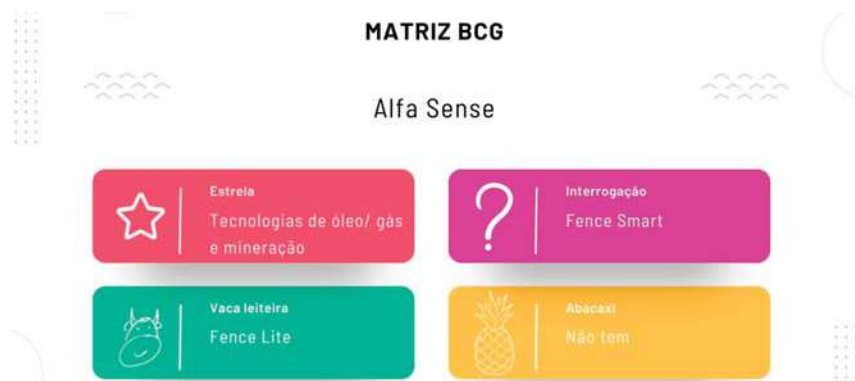 MATRIZ BCG
Alfa Sense
Estrela
Tecnologias de óleo/ gás
e mineração
Interrogação
Fence Smart
Vaca leiteira
Fence Lite
Abacaxi
Não tem